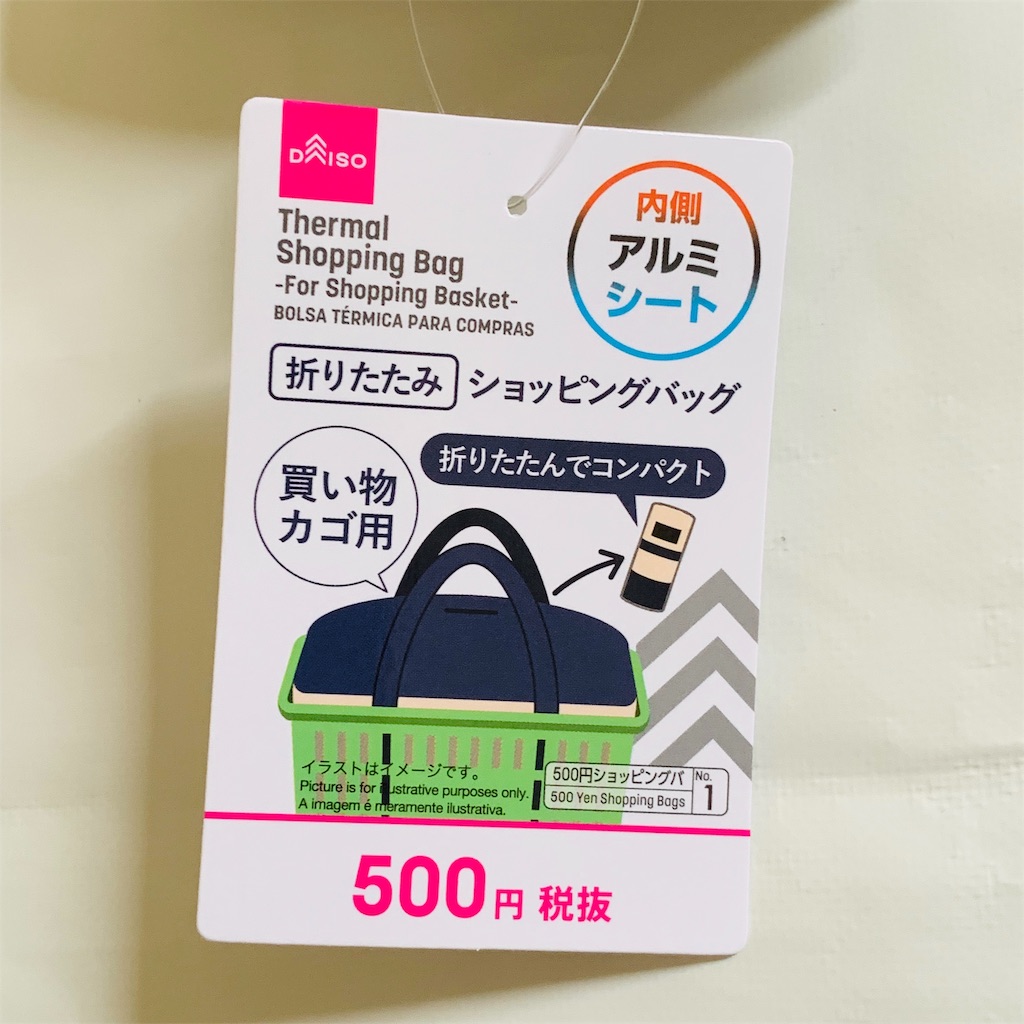 DAISO
Thermal
Shopping Bag
-For Shopping Basket-
BOLSA TÉRMICA PARA COMPRAS
内側
アルミ
シート
折りたたみ ショッピングバッグ
買い物
カゴ用
折りたたんでコンパクト
イラストはイメージです。
Picture is for illustrative purposes only.
A imagem é meramente ilustrativa.
500円ショッピングバ
500 Yen Shopping Bags
No.
1
500円 税抜